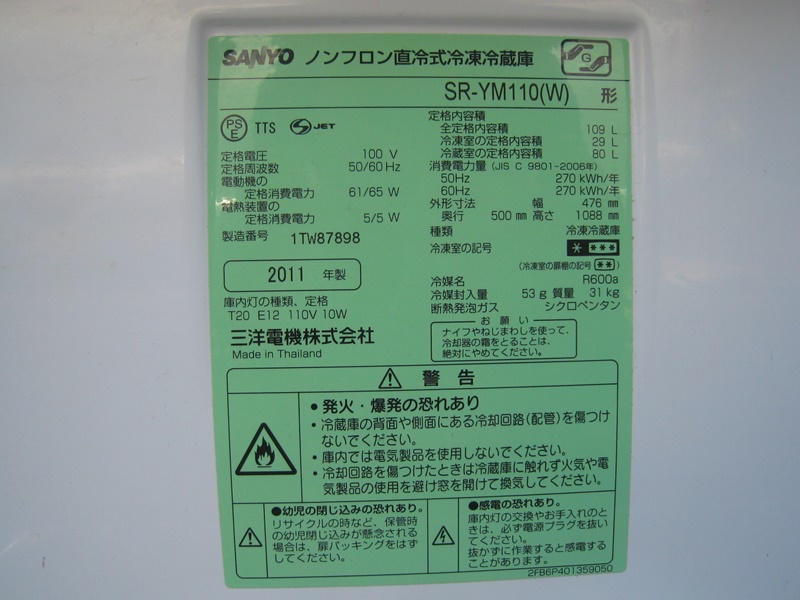 SANYO ノンフロン直冷式冷凍冷蔵庫
G
SR-YM110(W) 形
PSE TTS S JET
定格電圧 100 V
定格周波数 50/60 Hz
電動機の
定格消費電力 61/65 W
電熱装置の
定格消費電力 5/5 W
製造番号 1TW87898
2011 年製
庫内灯の種類、定格
T20 E12 110V 10W
三洋電機株式会社
Made in Thailand
定格内容積
全定格内容積 109 L
冷凍室の定格内容積 29 L
冷蔵室の定格内容積 80 L
消費電力量 (JIS C 9801-2006年)
50Hz 270 kWh/年
60Hz 270 kWh/年
外形寸法 幅 476 mm
奥行 500 mm 高さ 1088 mm
種類 冷凍冷蔵庫
冷凍室の記号 * ***
(冷凍室の扉棚の記号 **)
冷媒名 R600a
冷媒封入量 53 g 質量 31 kg
断熱発泡ガス シクロペンタン
お願い
ナイフやねじまわしを使って、
冷却器の霜をとることは、
絶対にやめてください。
警告
・発火・爆発の恐れあり
・冷蔵庫の背面や側面にある冷却回路(配管)を傷つけ
ないでください。
・庫内では電気製品を使用しないでください。
・冷却回路を傷つけたときは冷蔵庫に触れず火気や電
気製品の使用を避け窓を開けて換気してください。
●幼児の閉じ込みの恐れあり。
リサイクルの時など、保管時
の幼児閉じ込みが懸念される
場合は、扉パッキングをはず
してください。
●感電の恐れあり。
庫内灯の交換やお手入れのと
きは、必ず電源プラグを抜い
てください。
抜かずに作業すると感電する
ことがあります。
2FB6P401359050